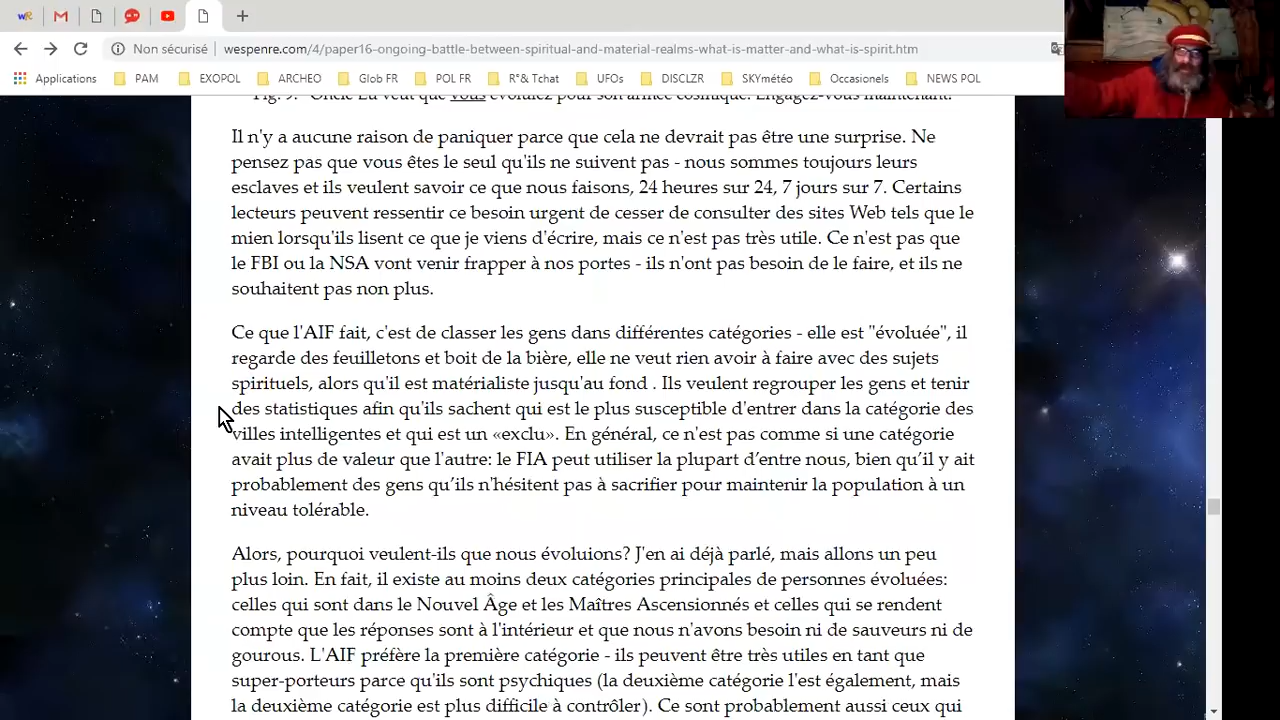 Non sécurisé
wespenre.com/4/paper16-ongoing-battle-between-spiritual-and-material-realms-what-is-matter-and-what-is-spirit.htm
Applications PAM EXOPOL ARCHEO Glob FR POL FR R°& Tchat UFOs DISCLZR SKYmétéo Occasionels NEWS POL
Fig. 9. "Oncle Ea veut que vous évoluiez pour son armée cosmique. Engagez-vous maintenant.
Il n'y a aucune raison de paniquer parce que cela ne devrait pas être une surprise. Ne
pensez pas que vous êtes le seul qu'ils ne suivent pas - nous sommes toujours leurs
esclaves et ils veulent savoir ce que nous faisons, 24 heures sur 24, 7 jours sur 7. Certains
lecteurs peuvent ressentir ce besoin urgent de cesser de consulter des sites Web tels que le
mien lorsqu'ils lisent ce que je viens d'écrire, mais ce n'est pas très utile. Ce n'est pas que
le FBI ou la NSA vont venir frapper à nos portes - ils n'ont pas besoin de le faire, et ils ne
souhaitent pas non plus.
Ce que l'AIF fait, c'est de classer les gens dans différentes catégories - elle est "évoluée", il
regarde des feuilletons et boit de la bière, elle ne veut rien avoir à faire avec des sujets
spirituels, alors qu'il est matérialiste jusqu'au fond . Ils veulent regrouper les gens et tenir
des statistiques afin qu'ils sachent qui est le plus susceptible d'entrer dans la catégorie des
villes intelligentes et qui est un «exclu». En général, ce n'est pas comme si une catégorie
avait plus de valeur que l'autre: le FIA peut utiliser la plupart d’entre nous, bien qu’il y ait
probablement des gens qu’ils n'hésitent pas à sacrifier pour maintenir la population à un
niveau tolérable.
Alors, pourquoi veulent-ils que nous évoluions? J'en ai déjà parlé, mais allons un peu
plus loin. En fait, il existe au moins deux catégories principales de personnes évoluées:
celles qui sont dans le Nouvel Âge et les Maîtres Ascensionnés et celles qui se rendent
compte que les réponses sont à l'intérieur et que nous n'avons besoin ni de sauveurs ni de
gourous. L'AIF préfère la première catégorie - ils peuvent être très utiles en tant que
super-porteurs parce qu'ils sont psychiques (la deuxième catégorie l'est également, mais
la deuxième catégorie est plus difficile à contrôler). Ce sont probablement aussi ceux qui